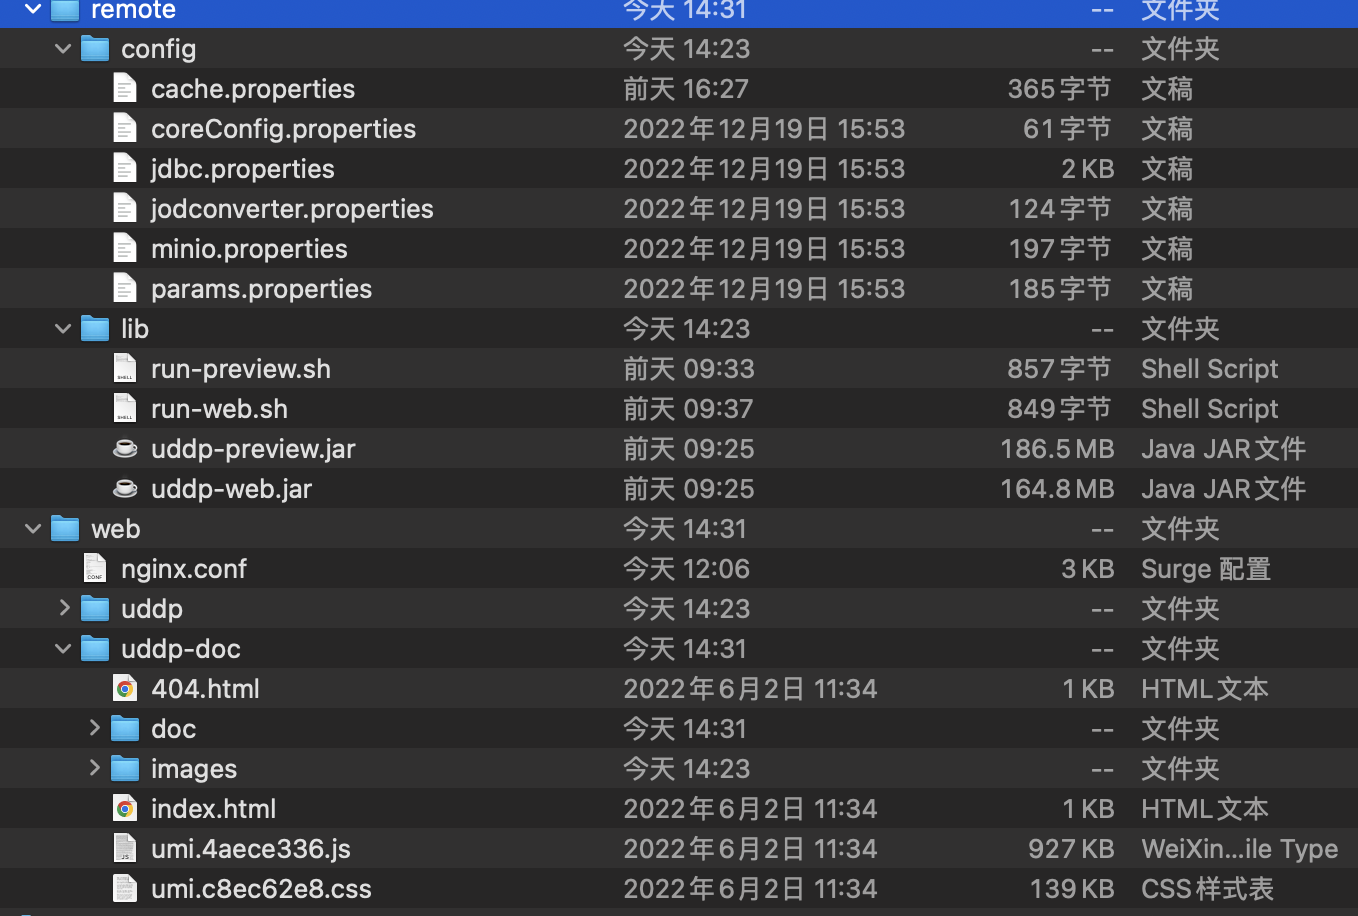 remote 今天 14:31 -- 文件夹
config 今天 14:23 -- 文件夹
cache.properties 前天 16:27 365字节 文稿
coreConfig.properties 2022年12月19日 15:53 61字节 文稿
jdbc.properties 2022年12月19日 15:53 2 KB 文稿
jodconverter.properties 2022年12月19日 15:53 124字节 文稿
minio.properties 2022年12月19日 15:53 197字节 文稿
params.properties 2022年12月19日 15:53 185字节 文稿
lib 今天 14:23 -- 文件夹
SHELL run-preview.sh 前天 09:33 857字节 Shell Script
SHELL run-web.sh 前天 09:37 849字节 Shell Script
uddp-preview.jar 前天 09:25 186.5 MB Java JAR文件
uddp-web.jar 前天 09:25 164.8 MB Java JAR文件
web 今天 14:31 -- 文件夹
CONF nginx.conf 今天 12:06 3 KB Surge 配置
uddp 今天 14:23 -- 文件夹
uddp-doc 今天 14:31 -- 文件夹
404.html 2022年6月2日 11:34 1 KB HTML文本
doc 今天 14:31 -- 文件夹
images 今天 14:23 -- 文件夹
index.html 2022年6月2日 11:34 1 KB HTML文本
JS umi.4aece336.js 2022年6月2日 11:34 927 KB WeiXin...ile Type
umi.c8ec62e8.css 2022年6月2日 11:34 139 KB CSS样式表